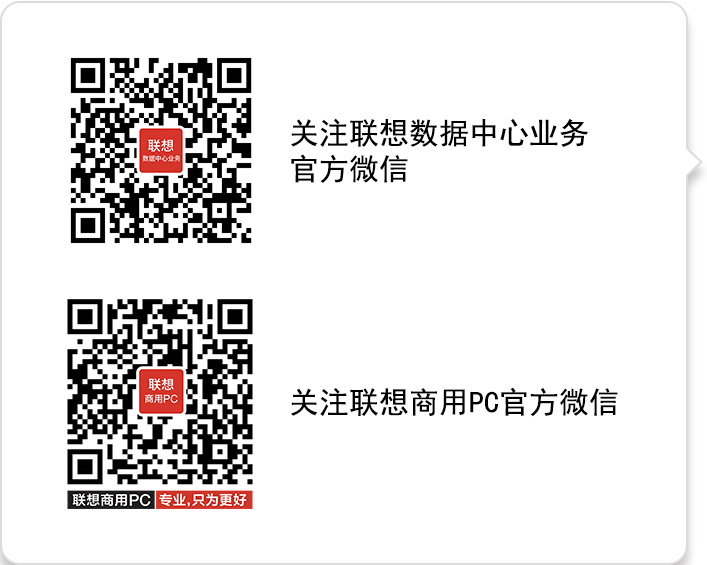 联想
数据中心业务
关注联想数据中心业务
官方微信
联想
商用PC
关注联想商用PC官方微信
联想商用PC 专业,只为更好